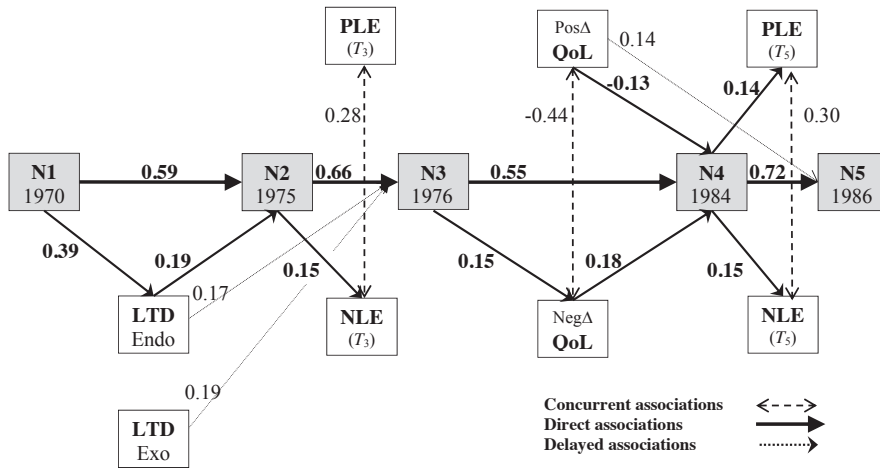 PLE
(T3)
PosΔ
QoL
0.14
PLE
(T5)
0.28
-0.13
-0.44
0.14
0.30
N1
1970
0.59
N2
1975
0.66
N3
1976
0.55
N4
1984
0.72
N5
1986
0.39
0.19
0.15
0.15
0.18
0.15
0.17
LTD
Endo
NLE
(T3)
NegΔ
QoL
NLE
(T5)
0.19
LTD
Exo
Concurrent associations
Direct associations
Delayed associations